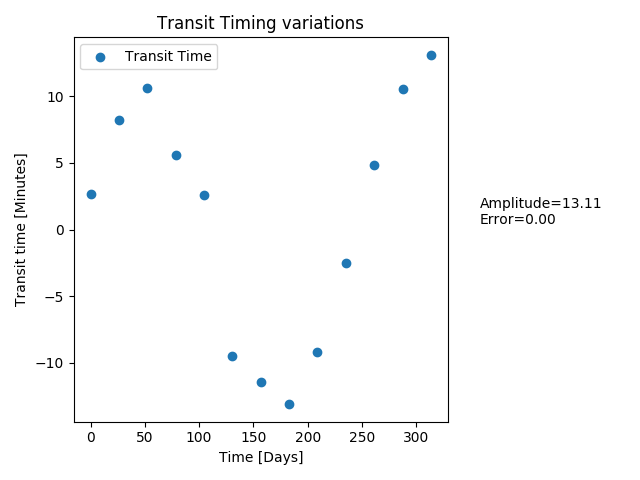 Transit Timing variations
Transit Time
10
5
0
−5
−10
Transit time [Minutes]
0
50
100
150
200
250
300
Time [Days]
Amplitude=13.11
Error=0.00